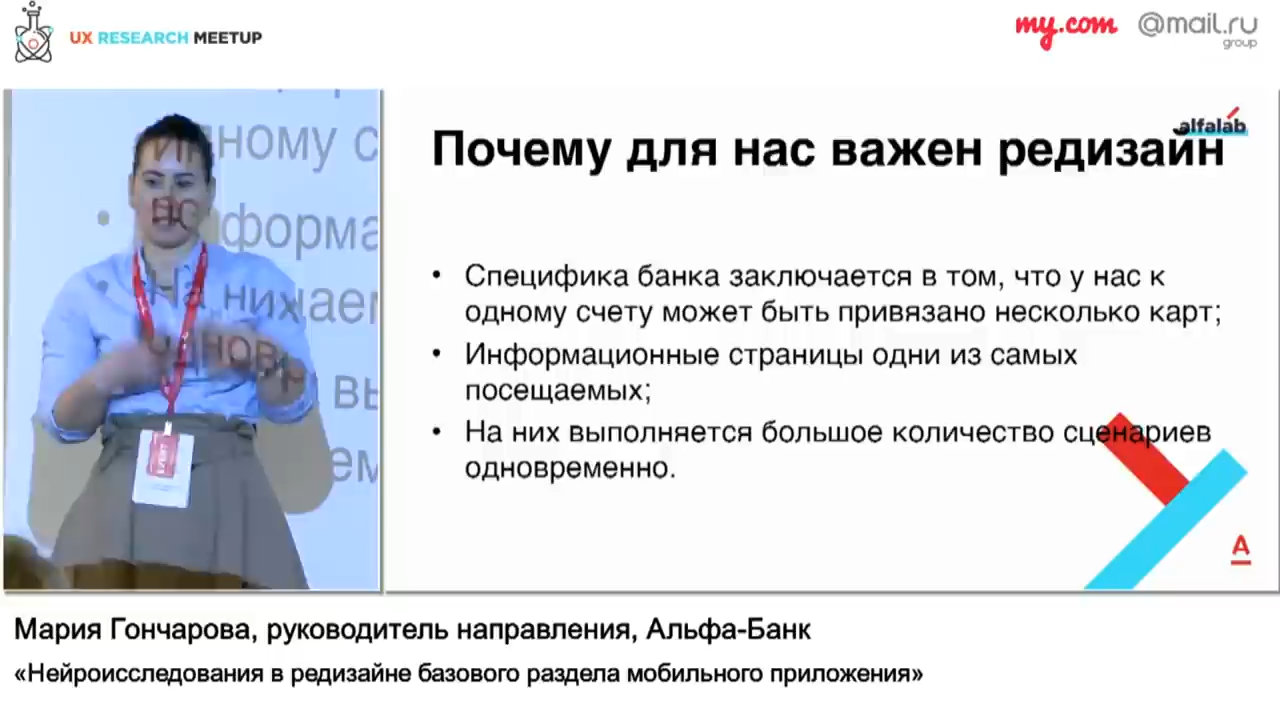 UX RESEARCH MEETUP
my.com
@mail.ru
group
alfalab
Почему для нас важен редизайн
• Специфика банка заключается в том, что у нас к
одному счету может быть привязано несколько карт;
• Информационные страницы одни из самых
посещаемых;
• На них выполняется большое количество сценариев
одновременно.
А
Мария Гончарова, руководитель направления, Альфа-Банк
«Нейроисследования в редизайне базового раздела мобильного приложения»